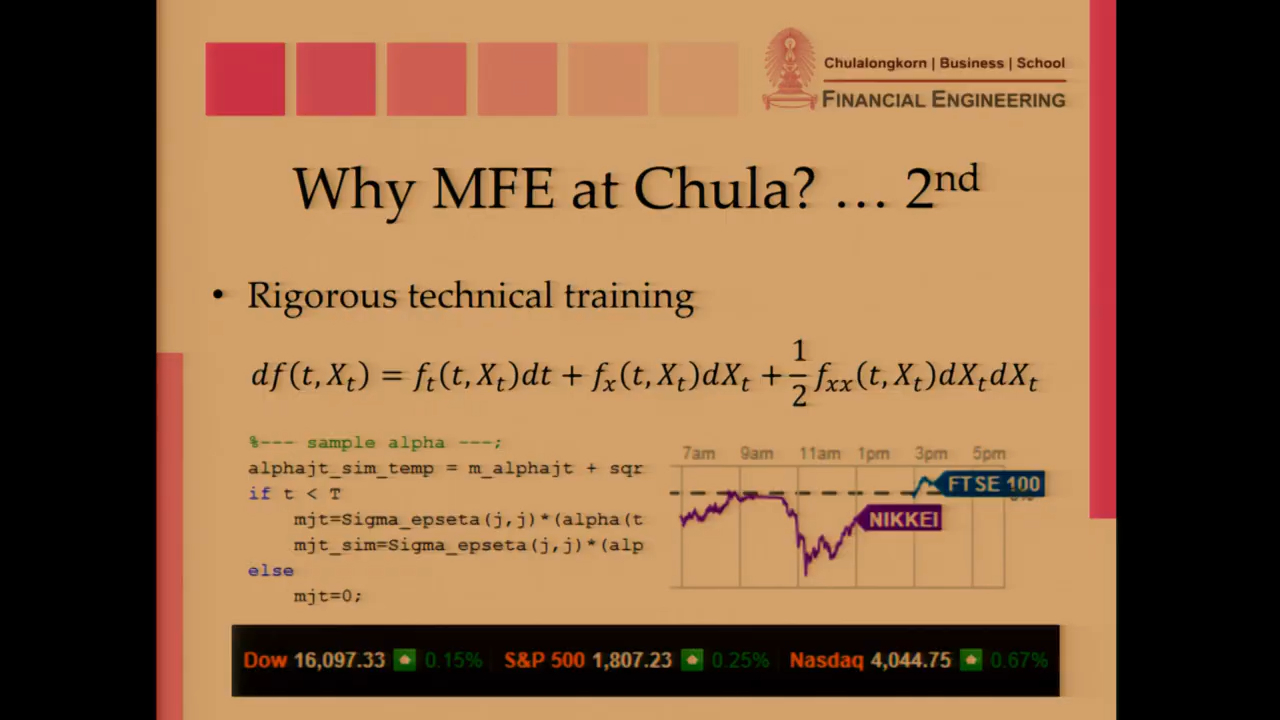 Chulalongkorn | Business | School
FINANCIAL ENGINEERING
Why MFE at Chula? … 2nd
• Rigorous technical training
df(t, Xₜ) = fₜ(t, Xₜ)dt + fₓ(t, Xₜ)dXₜ + 1/2 fₓₓ(t, Xₜ)dXₜdXₜ
%--- sample alpha ---;
alphajt_sim_temp = m_alphajt + sqr
if t < T
mjt=Sigma_epseta(j,j)*(alpha(t
mjt_sim=Sigma_epseta(j,j)*(alp
else
mjt=0;
7am 9am 11am 1pm 3pm 5pm
FTSE 100
NIKKEI
Dow 16,097.33 0.15% S&P 500 1,807.23 0.25% Nasdaq 4,044.75 0.67%